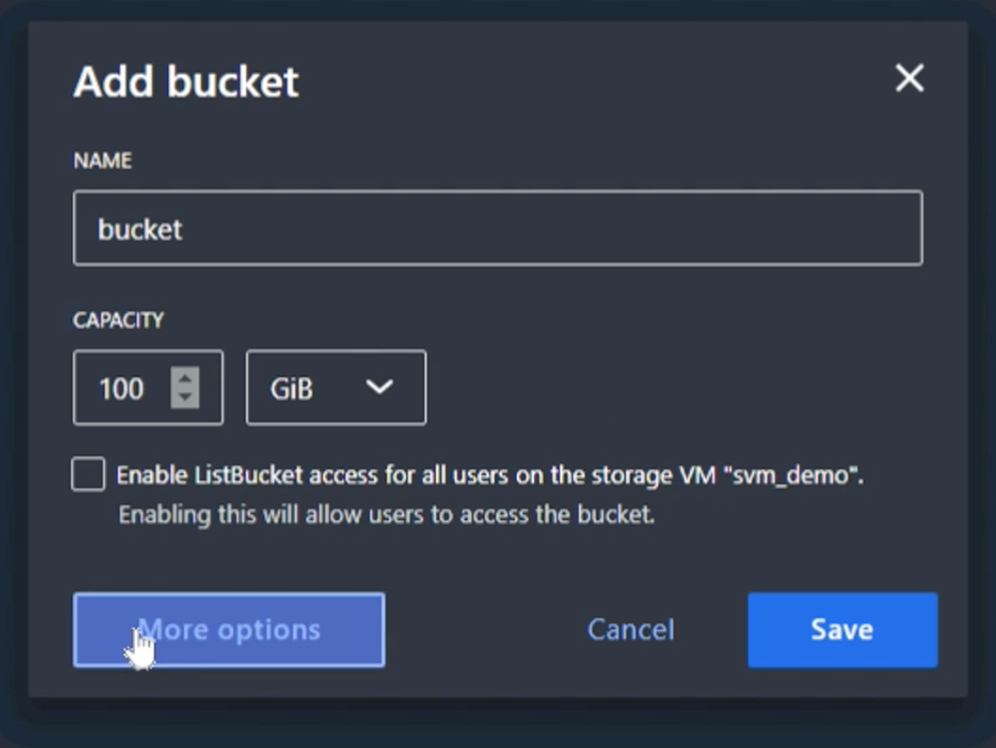 Add bucket
NAME
bucket
CAPACITY
100 GiB
Enable ListBucket access for all users on the storage VM "svm_demo".
Enabling this will allow users to access the bucket.
More options Cancel Save